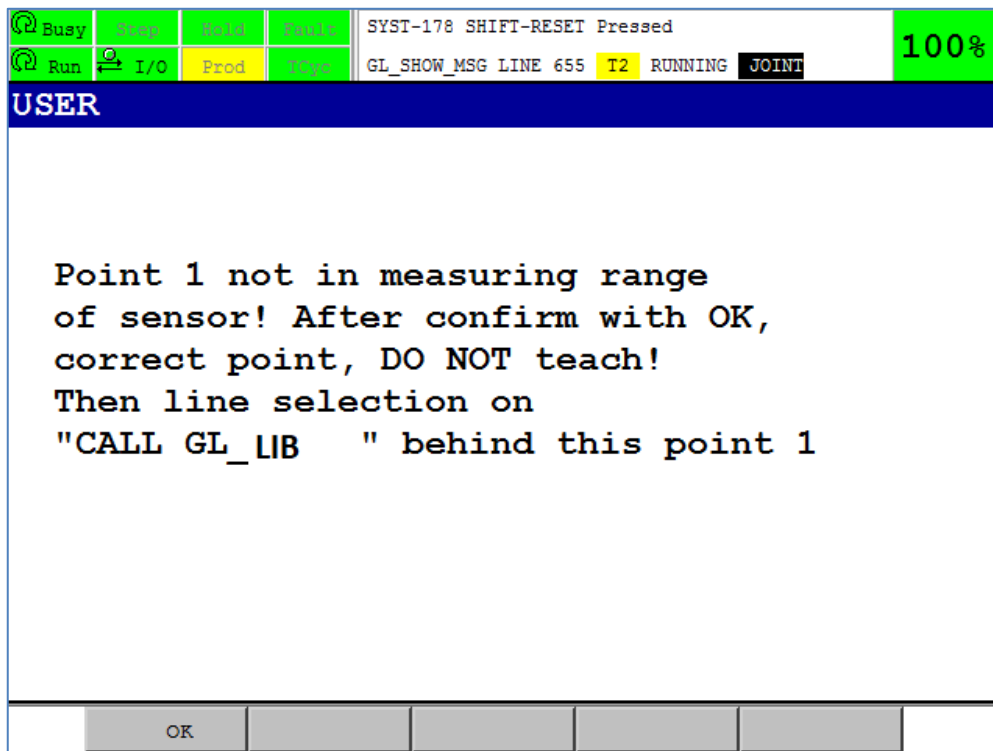 Busy Step Hold Fault SYST-178 SHIFT-RESET Pressed
100%
Run I/O Prod TCyc GL_SHOW_MSG LINE 655 T2 RUNNING JOINT
USER
Point 1 not in measuring range
of sensor! After confirm with OK,
correct point, DO NOT teach!
Then line selection on
"CALL GL_LIB " behind this point 1
OK